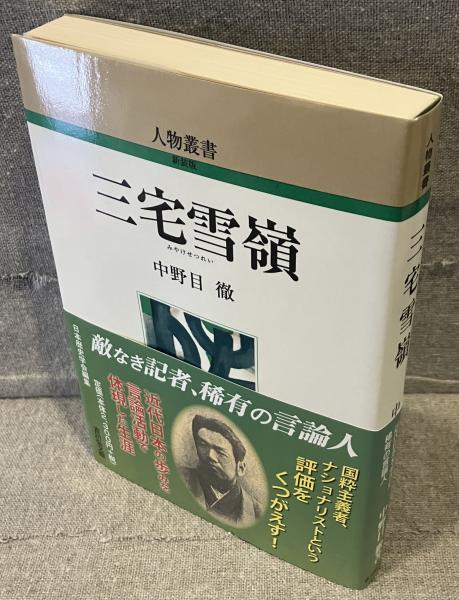 人物叢書
新装版
三宅雪嶺
みやけせつれい
中野目 徹
敵なき記者、稀有の言論人
国粋主義者、
ナショナリストという
評価を
くつがえす!
近代日本の歩みを
言論活動で
体現した生涯
日本歴史学会編集
人物叢書
三宅雪嶺
中